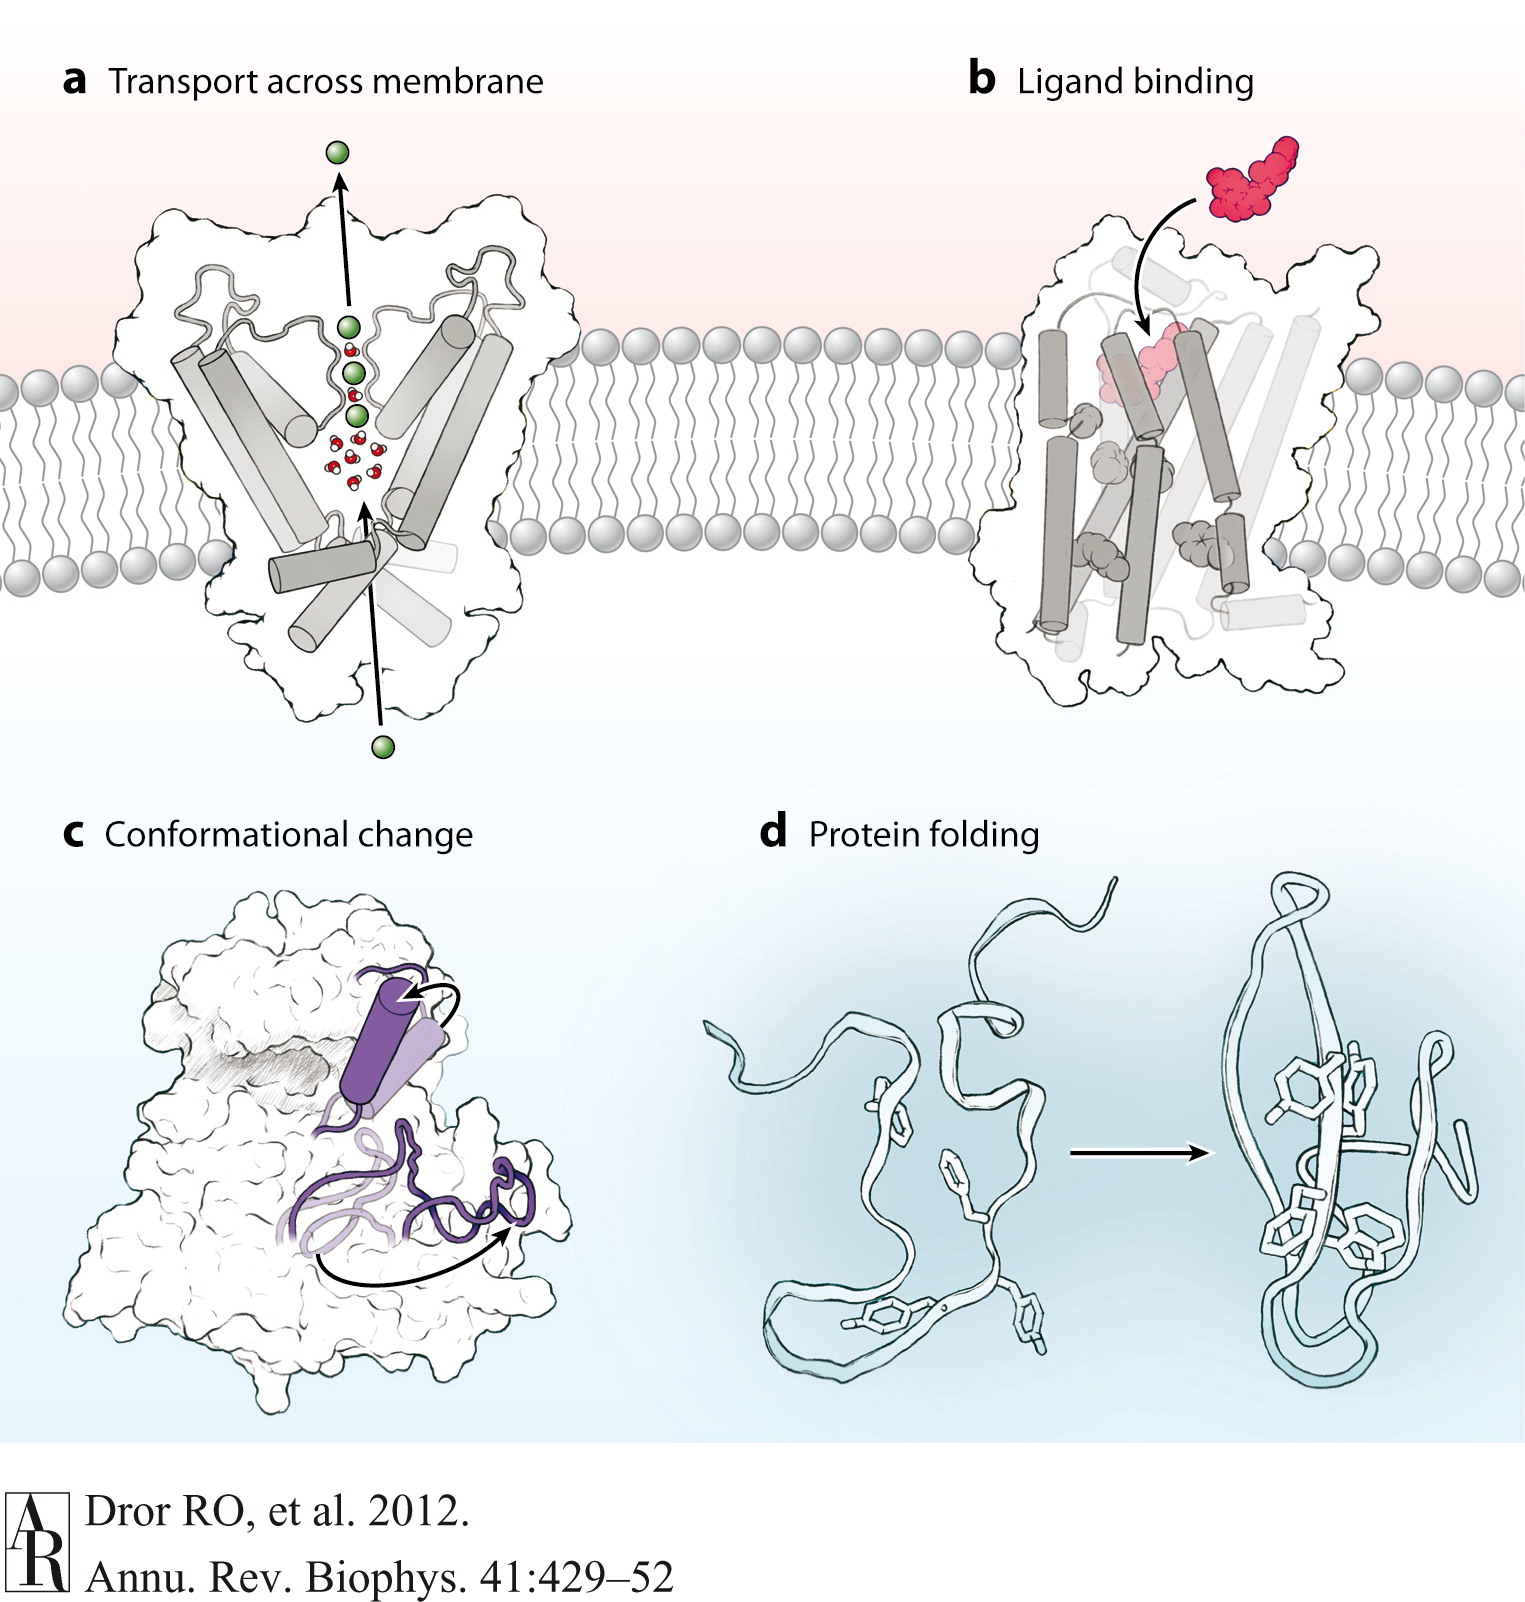 a Transport across membrane
b Ligand binding
c Conformational change
d Protein folding
AR Dror RO, et al. 2012.
Annu. Rev. Biophys. 41:429–52